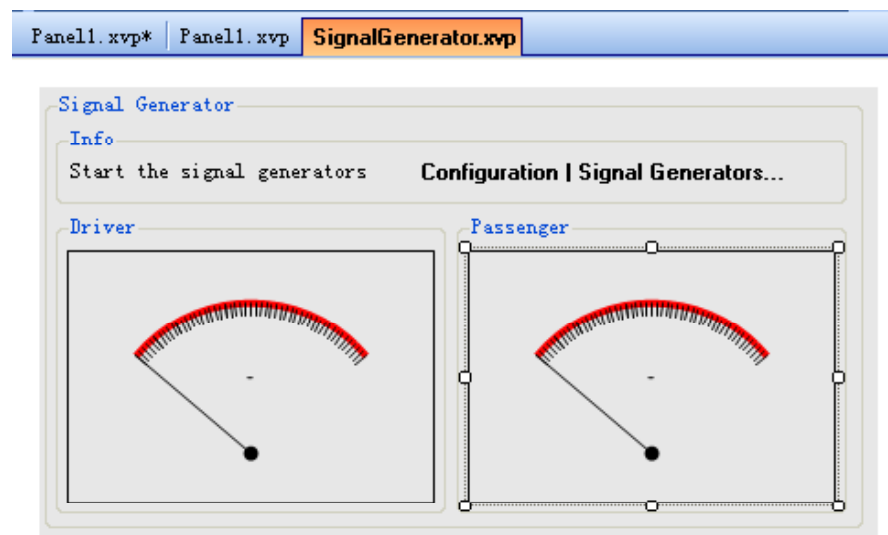 Panel1.xvp* Panel1.xvp SignalGenerator.xvp
Signal Generator
Info
Start the signal generators Configuration | Signal Generators...
Driver Passenger
- -